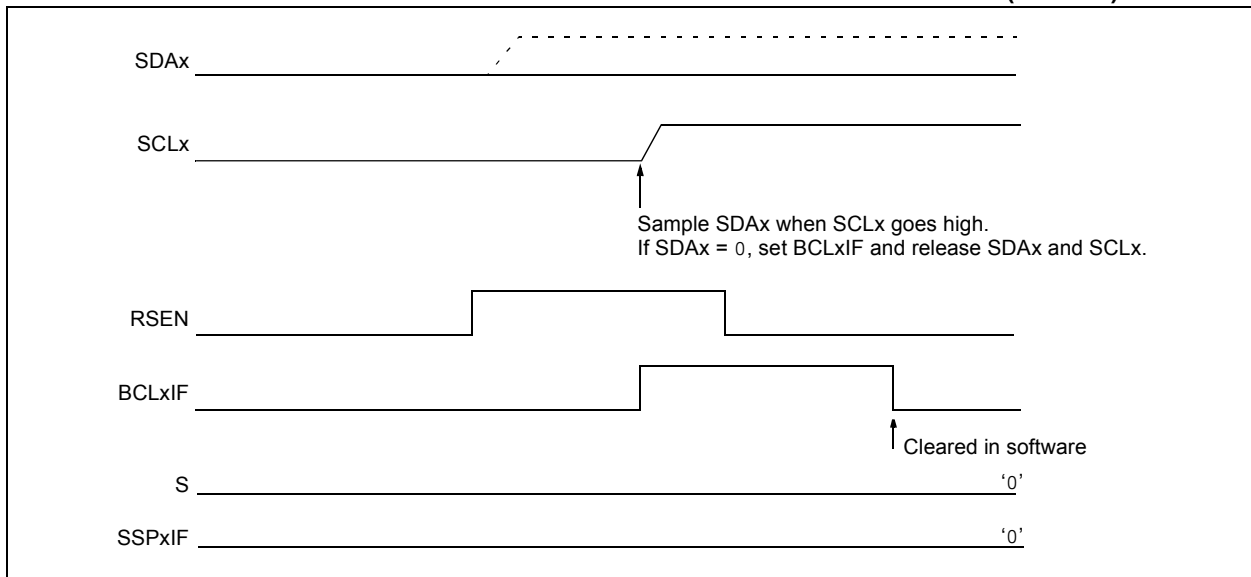 SDAx
SCLx
Sample SDAx when SCLx goes high.
If SDAx = 0, set BCLxIF and release SDAx and SCLx.
RSEN
BCLxIF
Cleared in software
S
‘0’
SSPxIF
‘0’